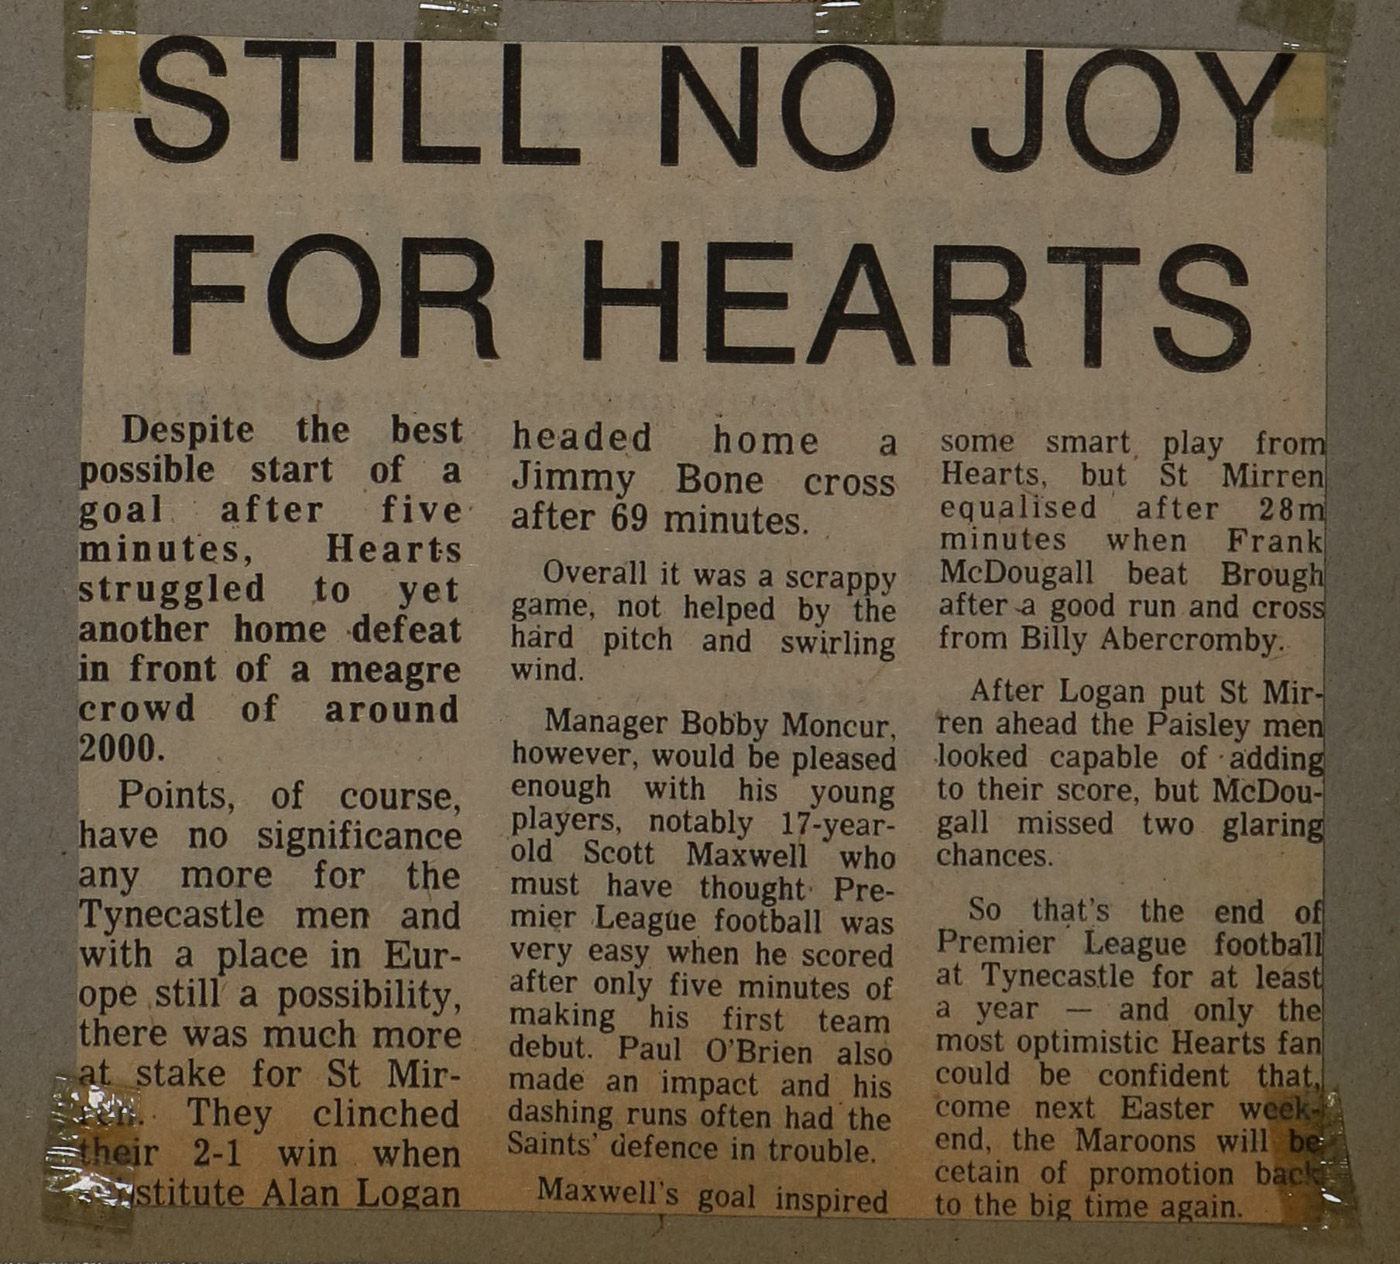 STILL NO JOY
FOR HEARTS
Despite the best
possible start of a
goal after five
minutes, Hearts
struggled to yet
another home defeat
in front of a meagre
crowd of around
2000.
Points, of course,
have no significance
any more for the
Tynecastle men and
with a place in Eur-
ope still a possibility,
there was much more
at stake for St Mir-
ren. They clinched
their 2-1 win when
stitute Alan Logan
headed home a
Jimmy Bone cross
after 69 minutes.
Overall it was a scrappy
game, not helped by the
hard pitch and swirling
wind.
Manager Bobby Moncur,
however, would be pleased
enough with his young
players, notably 17-year-
old Scott Maxwell who
must have thought Pre-
mier League football was
very easy when he scored
after only five minutes of
making his first team
debut. Paul O'Brien also
made an impact and his
dashing runs often had the
Saints' defence in trouble.
Maxwell's goal inspired
some smart play from
Hearts, but St Mirren
equalised after 28m
minutes when Frank
McDougall beat Brough
after a good run and cross
from Billy Abercromby.
After Logan put St Mir-
ren ahead the Paisley men
looked capable of adding
to their score, but McDou-
gall missed two glaring
chances.
So that's the end of
Premier League football
at Tynecastle for at least
a year — and only the
most optimistic Hearts fan
could be confident that,
come next Easter week-
end, the Maroons will be
cetain of promotion back
to the big time again.